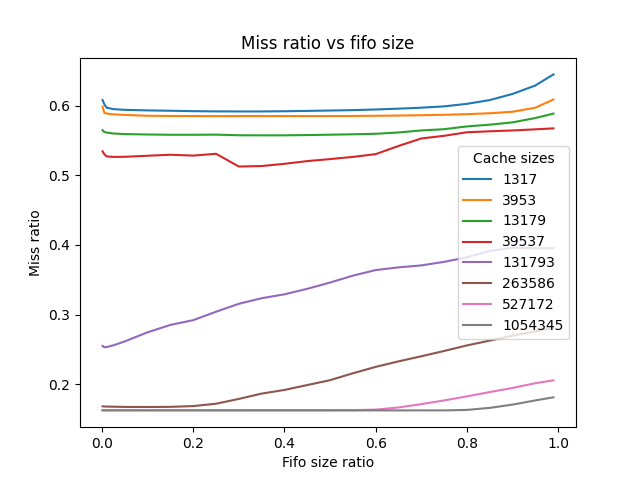 Miss ratio vs fifo size
Miss ratio
0.6
0.5
0.4
0.3
0.2
Cache sizes
1317
3953
13179
39537
131793
263586
527172
1054345
0.0 0.2 0.4 0.6 0.8 1.0
Fifo size ratio